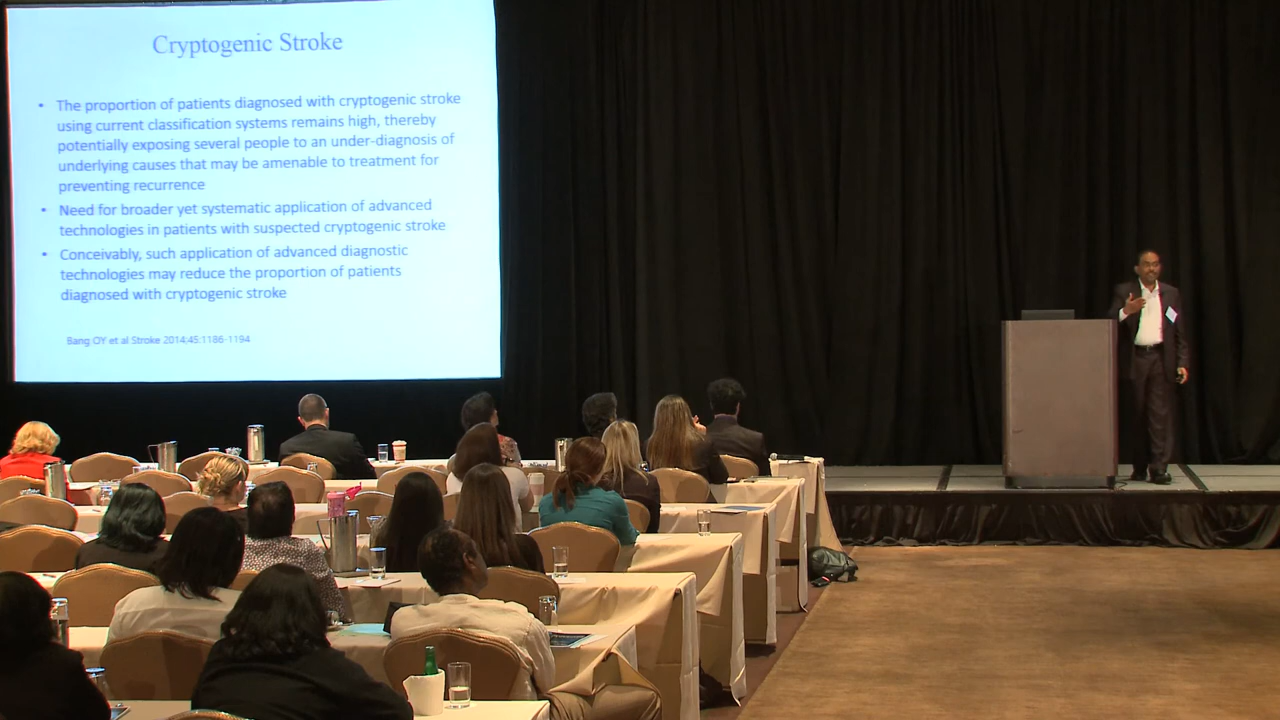 Cryptogenic Stroke
• The proportion of patients diagnosed with cryptogenic stroke
using current classification systems remains high, thereby
potentially exposing several people to an under-diagnosis of
underlying causes that may be amenable to treatment for
preventing recurrence
• Need for broader yet systematic application of advanced
technologies in patients with suspected cryptogenic stroke
• Conceivably, such application of advanced diagnostic
technologies may reduce the proportion of patients
diagnosed with cryptogenic stroke
Bang OY et al Stroke 2014;45:1186-1194